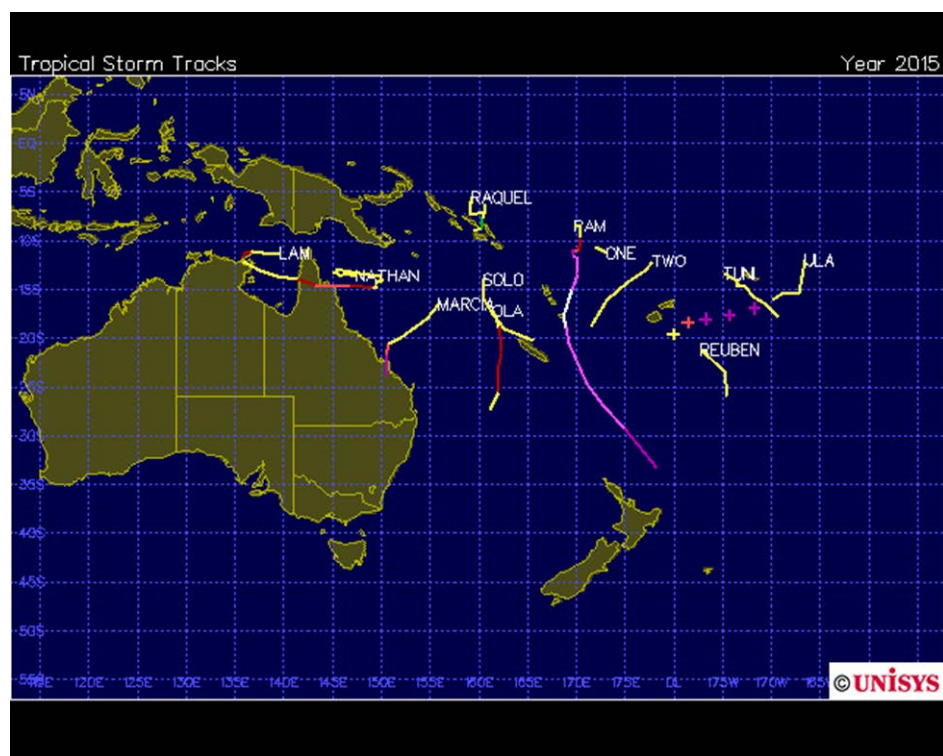 Tropical Storm Tracks
Year 2015
5N
EQ
5S
RAQUEL
PAM
10S
ONE
LAM
TWO
ULA
TUNI
NATHAN
SOLO
15S
MARCIA
OLA
20S
REUBEN
25S
30S
35S
40S
45S
50S
55S
120E 125E 130E 135E 140E 145E 150E 155E 160E 165E 170E 175E DL 175W 170W
© UNISYS